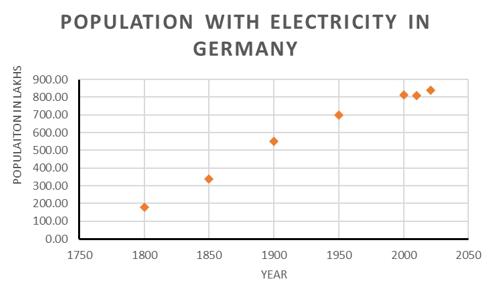 POPULATION WITH ELECTRICITY IN
GERMANY
POPULAITON IN LAKHS
900.00
800.00
700.00
600.00
500.00
400.00
300.00
200.00
100.00
0.00
1750 1800 1850 1900 1950 2000 2050
YEAR